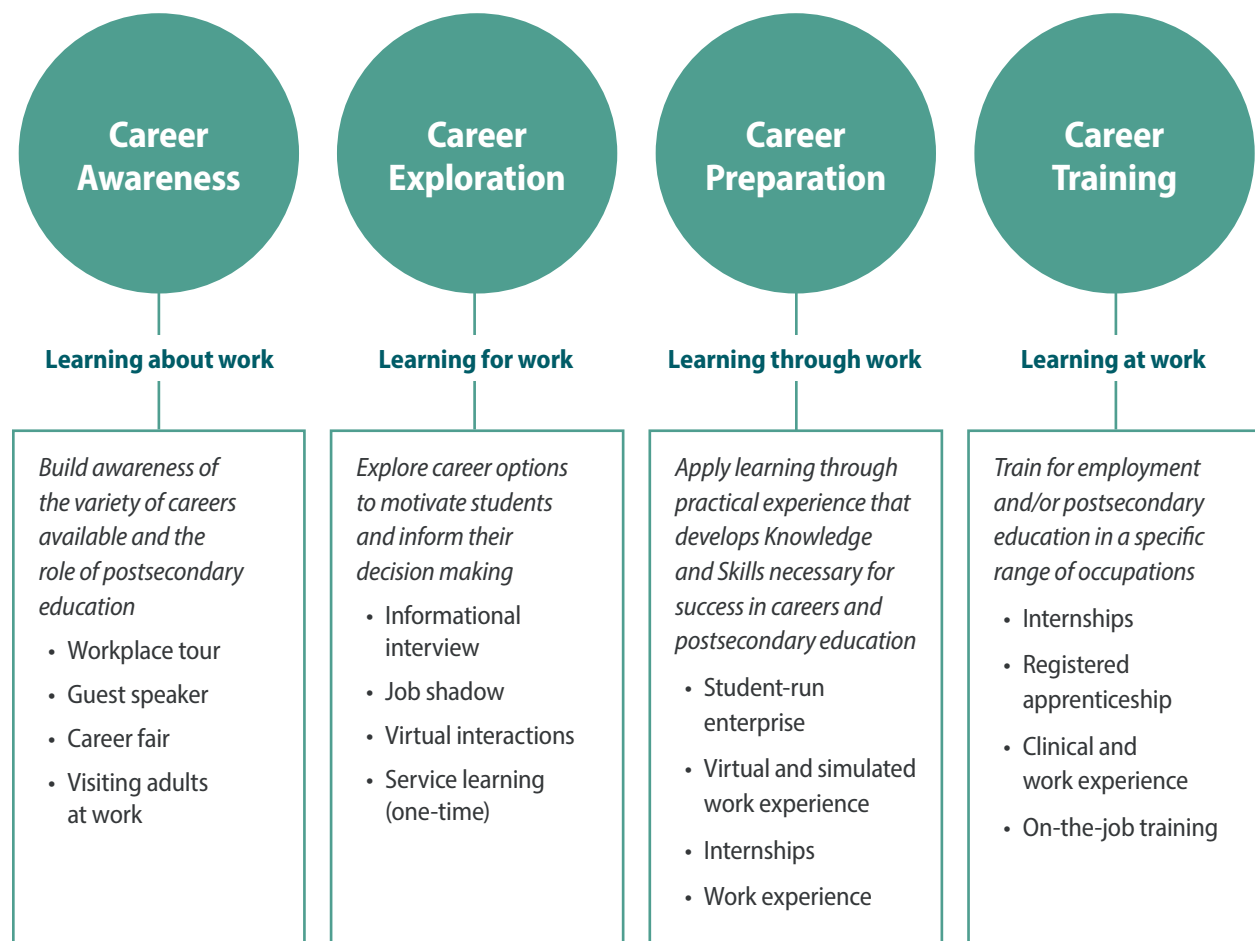 Career
Awareness
Learning about work
Build awareness of
the variety of careers
available and the
role of postsecondary
education
• Workplace tour
• Guest speaker
• Career fair
• Visiting adults
at work
Career
Exploration
Learning for work
Explore career options
to motivate students
and inform their
decision making
• Informational
interview
• Job shadow
• Virtual interactions
• Service learning
(one-time)
Career
Preparation
Learning through work
Apply learning through
practical experience that
develops Knowledge
and Skills necessary for
success in careers and
postsecondary education
• Student-run
enterprise
• Virtual and simulated
work experience
• Internships
• Work experience
Career
Training
Learning at work
Train for employment
and/or postsecondary
education in a specific
range of occupations
• Internships
• Registered
apprenticeship
• Clinical and
work experience
• On-the-job training